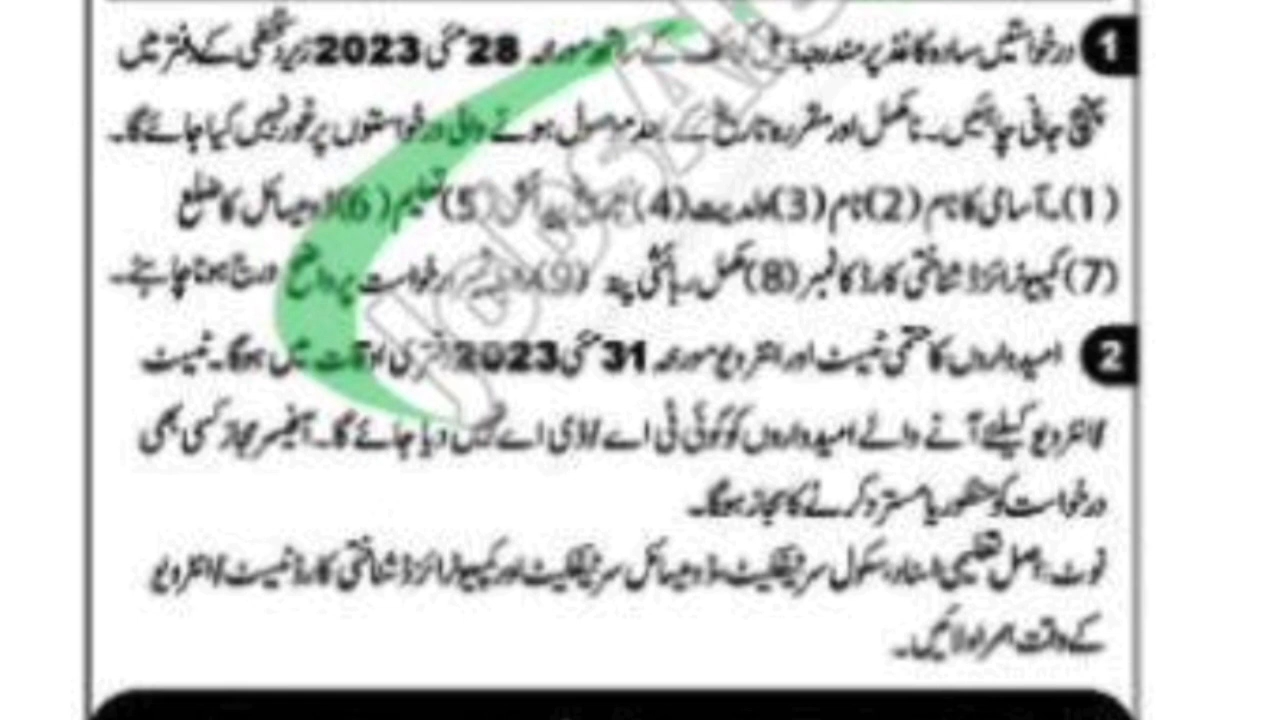 1 درخواستیں سادہ کاغذ پر مندرجہ ذیل کوائف کے ساتھ مورخہ 28 مئی 2023 زیر دستخطی کے دفتر میں
پہنچ جانی چاہئیں۔ نامکمل اور مقررہ تاریخ کے بعد موصول ہونے والی درخواستوں پر غور نہیں کیا جائے گا۔
(1)۔آسامی کا نام (2)نام (3)ولدیت (4) تاریخ پیدائش (5)تعلیم (6)ڈومیسائل کا ضلع
(7)کمپیوٹرائزڈ شناختی کارڈ کا نمبر (8)مکمل رہائشی پتہ (9) درخواست پر واضح درج ہونا چاہئے۔
2 امیدواروں کا حتمی ٹیسٹ اور انٹرویو مورخہ 31 مئی 2023 دفتری اوقات میں ہوگا۔ ٹیسٹ
/انٹرویو کیلئے آنے والے امیدواروں کو کوئی ٹی اے /ڈی اے نہیں دیا جائے گا۔ آفیسر مجاز کسی بھی
درخواست کو منظور یا مسترد کرنے کا مجاز ہوگا۔
نوٹ: اصل تعلیمی اسناد، سکول سرٹیفکیٹ، ڈومیسائل سرٹیفکیٹ اور کمپیوٹرائزڈ شناختی کارڈ ٹیسٹ /انٹرویو
کے وقت ہمراہ لائیں۔